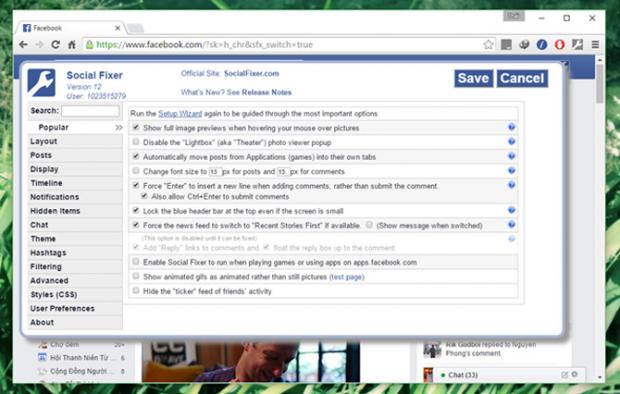 Facebook
https://www.facebook.com/?sk=h_chr&sfx_switch=true
Social Fixer
Version 12
User: 1023515279
Official Site: SocialFixer.com
What's New? See Release Notes
Save
Cancel
Search:
Popular >>
Layout
Posts
Display
Timeline
Notifications
Hidden Items
Chat
Theme
Hashtags
Filtering
Advanced
Styles (CSS)
User Preferences
About
Run the Setup Wizard again to be guided through the most important options
Show full image previews when hovering your mouse over pictures
Disable the "Lightbox" (aka "Theater") photo viewer popup
Automatically move posts from Applications (games) into their own tabs
Change font size to 13 px for posts and 13 px for comments
Force "Enter" to insert a new line when adding comments, rather than submit the comment.
Also allow Ctrl+Enter to submit comments
Lock the blue header bar at the top even if the screen is small
Force the news feed to switch to "Recent Stories First" if available. (Show message when switched)
(This option is disabled until it can be fixed)
Add "Reply" links to comments and float the reply box up to the comment.
Enable Social Fixer to run when playing games or using apps on apps.facebook.com
Show animated gifs as animated rather than still pictures (test page)
Hide the "ticker" feed of friends' activity
Chợ đêm 20+
Hội Thanh Niên Từ ... 6
Cộng Đồng Người ...
Rik Gudboi replied to Nguyen
Phong's comment.
Chat (33)